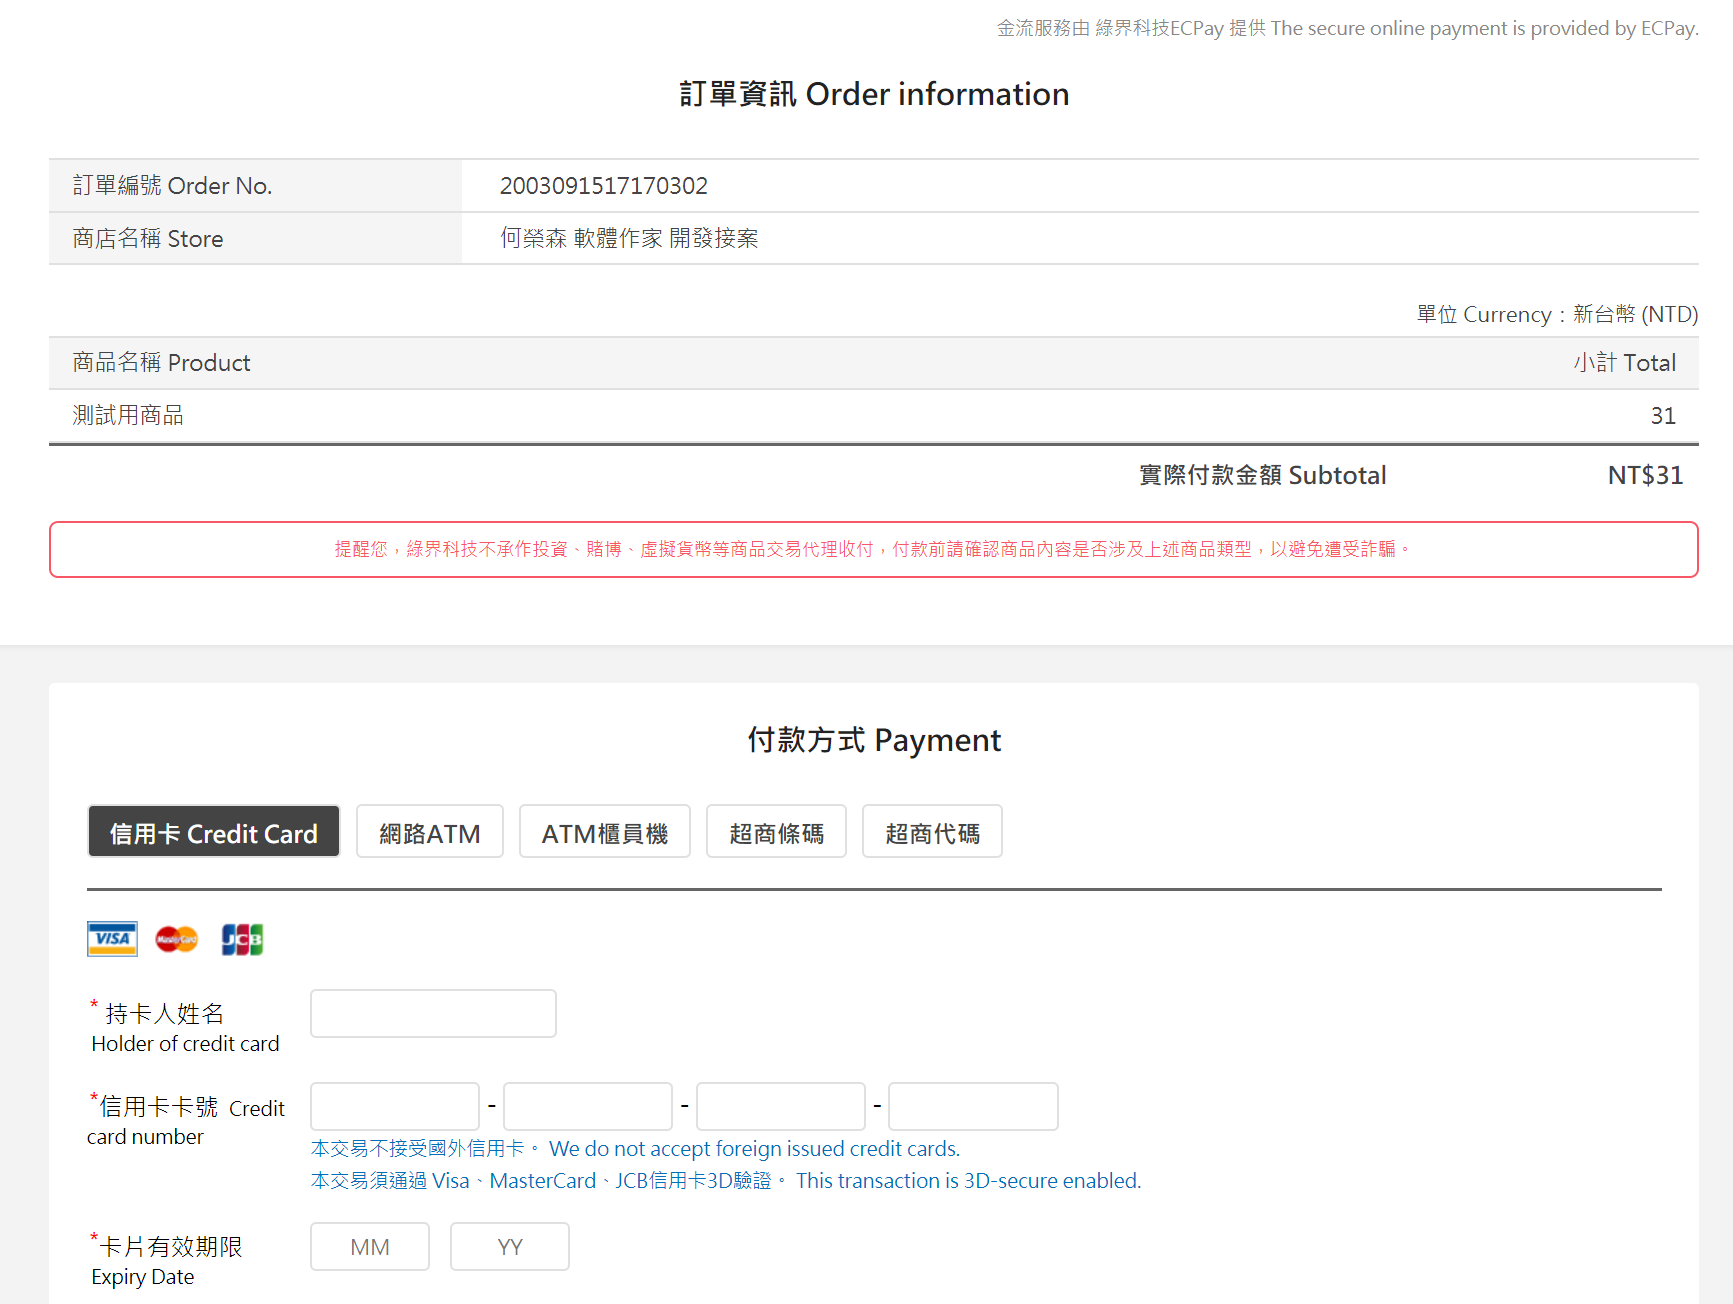 金流服務由 綠界科技ECPay 提供 The secure online payment is provided by ECPay.
訂單資訊 Order information
訂單編號 Order No. 2003091517170302
商店名稱 Store 何榮森 軟體作家 開發接案
單位 Currency：新台幣 (NTD)
商品名稱 Product 小計 Total
測試用商品 31
實際付款金額 Subtotal NT$31
提醒您，綠界科技不承作投資、賭博、虛擬貨幣等商品交易代理收付，付款前請確認商品內容是否涉及上述商品類型，以避免遭受詐騙。
付款方式 Payment
信用卡 Credit Card 網路ATM ATM櫃員機 超商條碼 超商代碼
VISA MasterCard JCB
* 持卡人姓名
Holder of credit card
*信用卡卡號 Credit - - -
card number
本交易不接受國外信用卡。 We do not accept foreign issued credit cards.
本交易須通過 Visa、MasterCard、JCB信用卡3D驗證。 This transaction is 3D-secure enabled.
*卡片有效期限 MM YY
Expiry Date